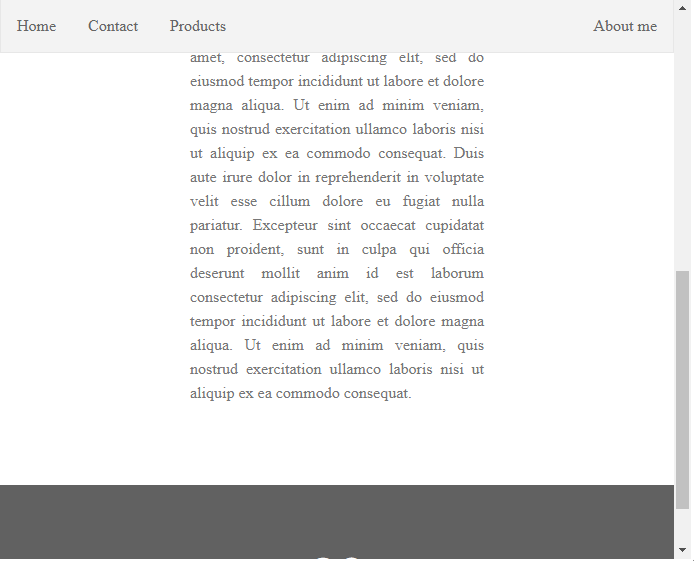 Home Contact Products About me
amet, consectetur adipiscing elit, sed do
eiusmod tempor incididunt ut labore et dolore
magna aliqua. Ut enim ad minim veniam,
quis nostrud exercitation ullamco laboris nisi
ut aliquip ex ea commodo consequat. Duis
aute irure dolor in reprehenderit in voluptate
velit esse cillum dolore eu fugiat nulla
pariatur. Excepteur sint occaecat cupidatat
non proident, sunt in culpa qui officia
deserunt mollit anim id est laborum
consectetur adipiscing elit, sed do eiusmod
tempor incididunt ut labore et dolore magna
aliqua. Ut enim ad minim veniam, quis
nostrud exercitation ullamco laboris nisi ut
aliquip ex ea commodo consequat.